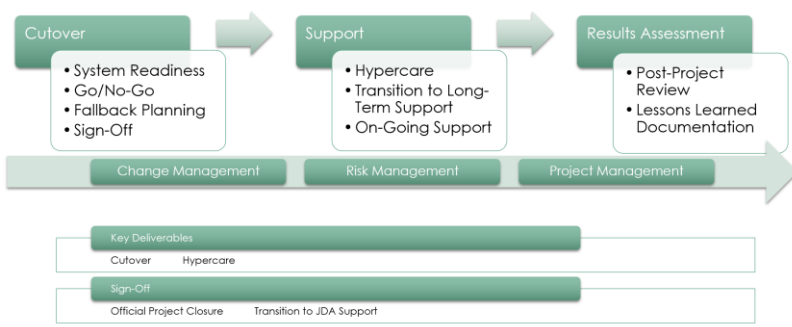 Cutover
• System Readiness
• Go/No-Go
• Fallback Planning
• Sign-Off
Support
• Hypercare
• Transition to Long-
Term Support
• On-Going Support
Results Assessment
• Post-Project
Review
• Lessons Learned
Documentation
Change Management
Risk Management
Project Management
Key Deliverables
Cutover Hypercare
Sign-Off
Official Project Closure Transition to JDA Support